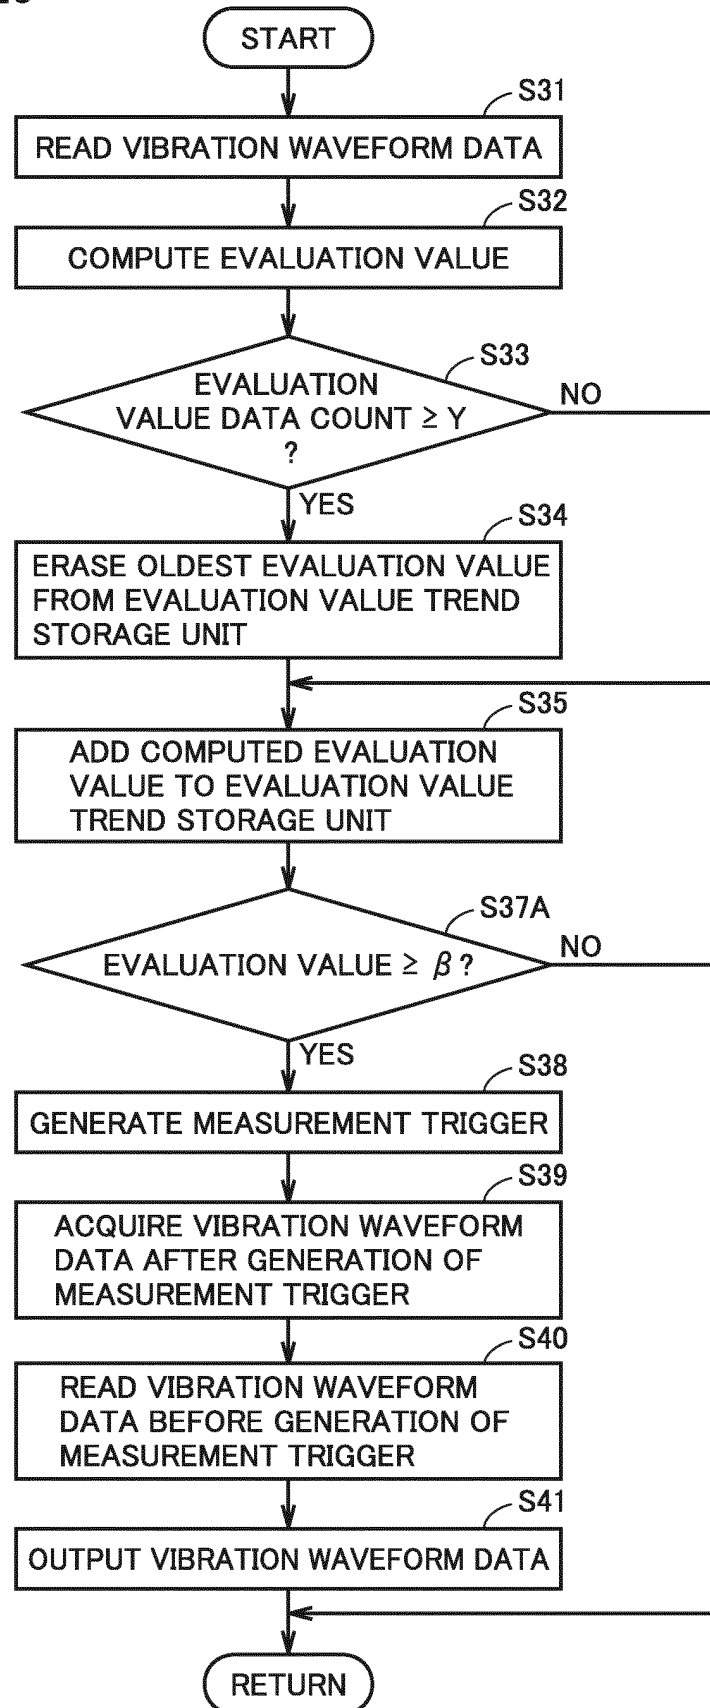 START
S31
READ VIBRATION WAVEFORM DATA
S32
COMPUTE EVALUATION VALUE
S33
EVALUATION
VALUE DATA COUNT ≥ Y
?
NO
YES
S34
ERASE OLDEST EVALUATION VALUE
FROM EVALUATION VALUE TREND
STORAGE UNIT
S35
ADD COMPUTED EVALUATION
VALUE TO EVALUATION VALUE
TREND STORAGE UNIT
S37A
EVALUATION VALUE ≥ β ?
NO
YES
S38
GENERATE MEASUREMENT TRIGGER
S39
ACQUIRE VIBRATION WAVEFORM
DATA AFTER GENERATION OF
MEASUREMENT TRIGGER
S40
READ VIBRATION WAVEFORM
DATA BEFORE GENERATION OF
MEASUREMENT TRIGGER
S41
OUTPUT VIBRATION WAVEFORM DATA
RETURN